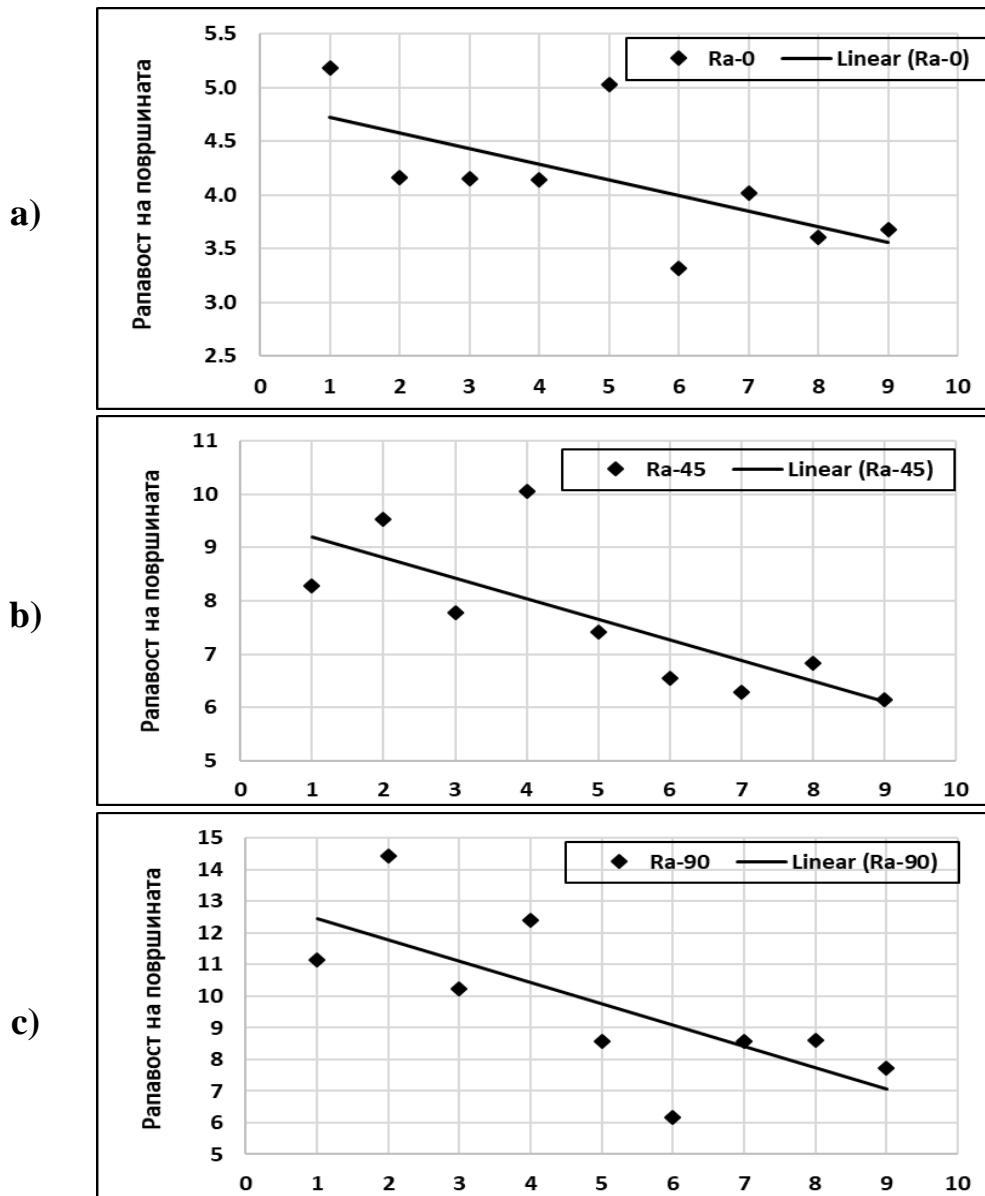 a)
Рапавост на површината
5.5
5.0
4.5
4.0
3.5
3.0
2.5
Ra-0 Linear (Ra-0)
0 1 2 3 4 5 6 7 8 9 10
b)
Рапавост на површината
11
10
9
8
7
6
5
Ra-45 Linear (Ra-45)
0 1 2 3 4 5 6 7 8 9 10
c)
Рапавост на површината
15
14
13
12
11
10
9
8
7
6
5
Ra-90 Linear (Ra-90)
0 1 2 3 4 5 6 7 8 9 10